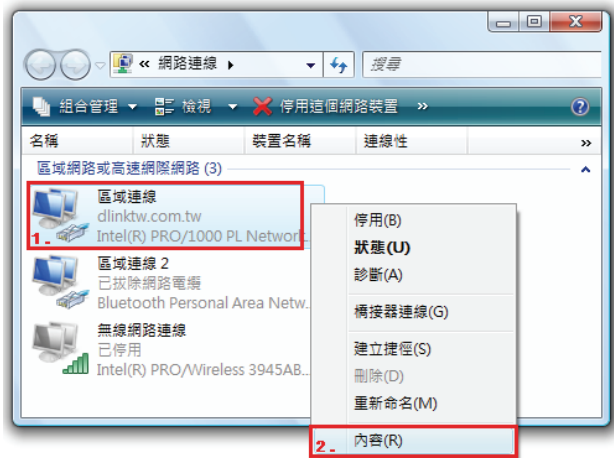 « 網路連線
搜尋
組合管理 檢視 停用這個網路裝置 » ?
名稱 狀態 裝置名稱 連線性 »
區域網路或高速網際網路 (3)
區域連線
dlinktw.com.tw
1. Intel(R) PRO/1000 PL Network...
區域連線 2
已拔除網路電纜
Bluetooth Personal Area Netw...
無線網路連線
已停用
Intel(R) PRO/Wireless 3945AB...
停用(B)
狀態(U)
診斷(A)
橋接器連線(G)
建立捷徑(S)
刪除(D)
重新命名(M)
2. 內容(R)